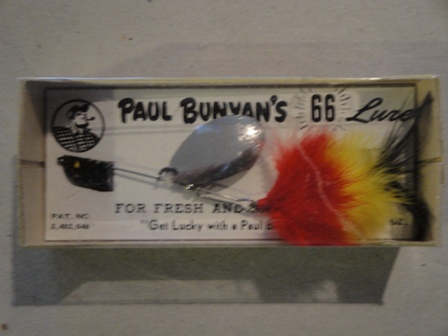 PAUL BUNYAN'S 66 Lure
FOR FRESH AND
PAT. NO.
"Get Lucky with a Paul B